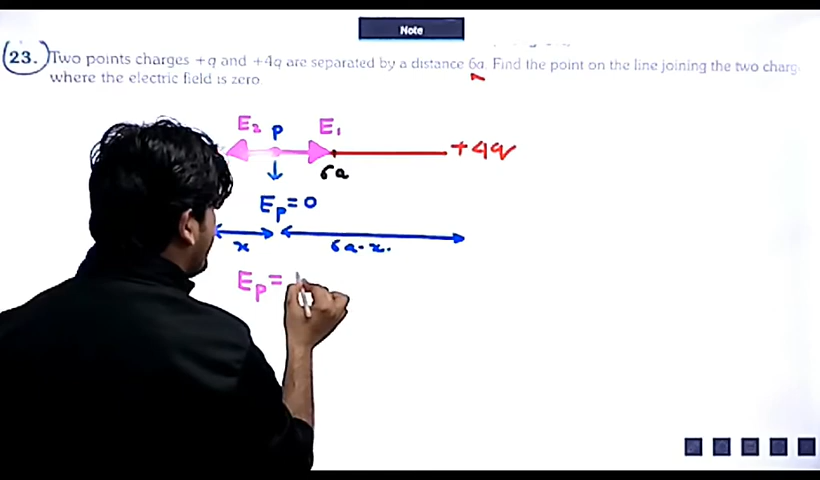 Note
23. Two points charges +q and +4q are separated by a distance 6a. Find the point on the line joining the two charg
where the electric field is zero.
E₂ P E₁
+4q
6a
Eₚ = 0
x 6a-x.
Eₚ =